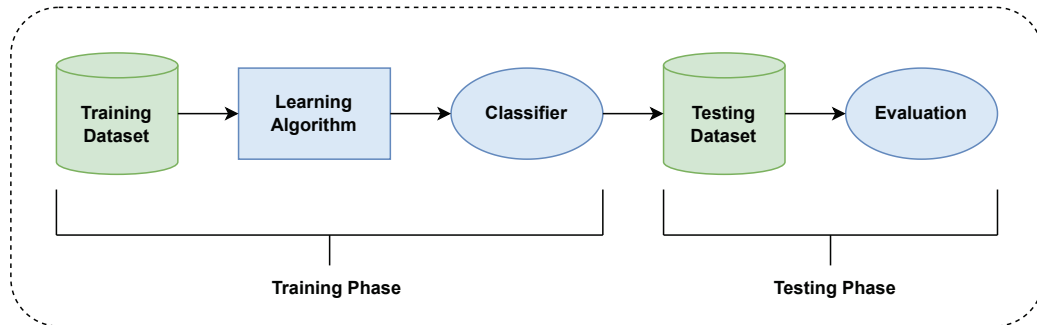 Training
Dataset
Learning
Algorithm
Classifier
Testing
Dataset
Evaluation
Training Phase
Testing Phase